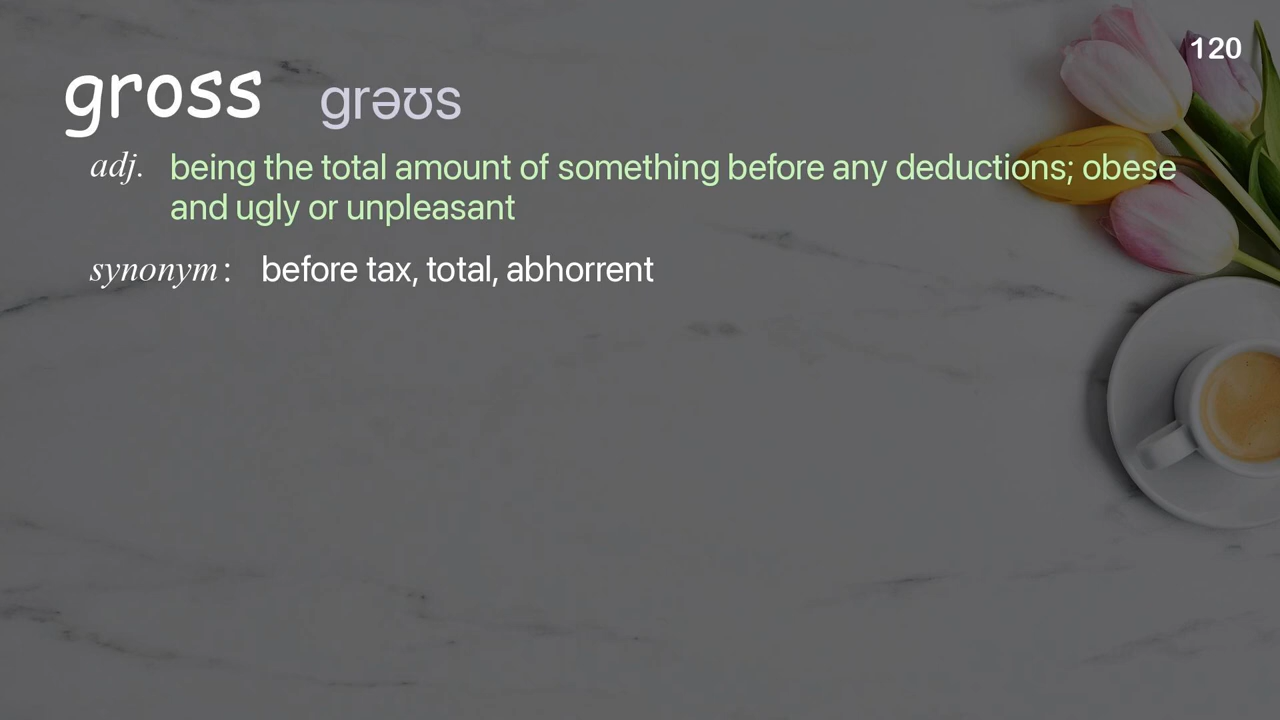 120
gross grəʊs
adj. being the total amount of something before any deductions; obese
and ugly or unpleasant
synonym: before tax, total, abhorrent